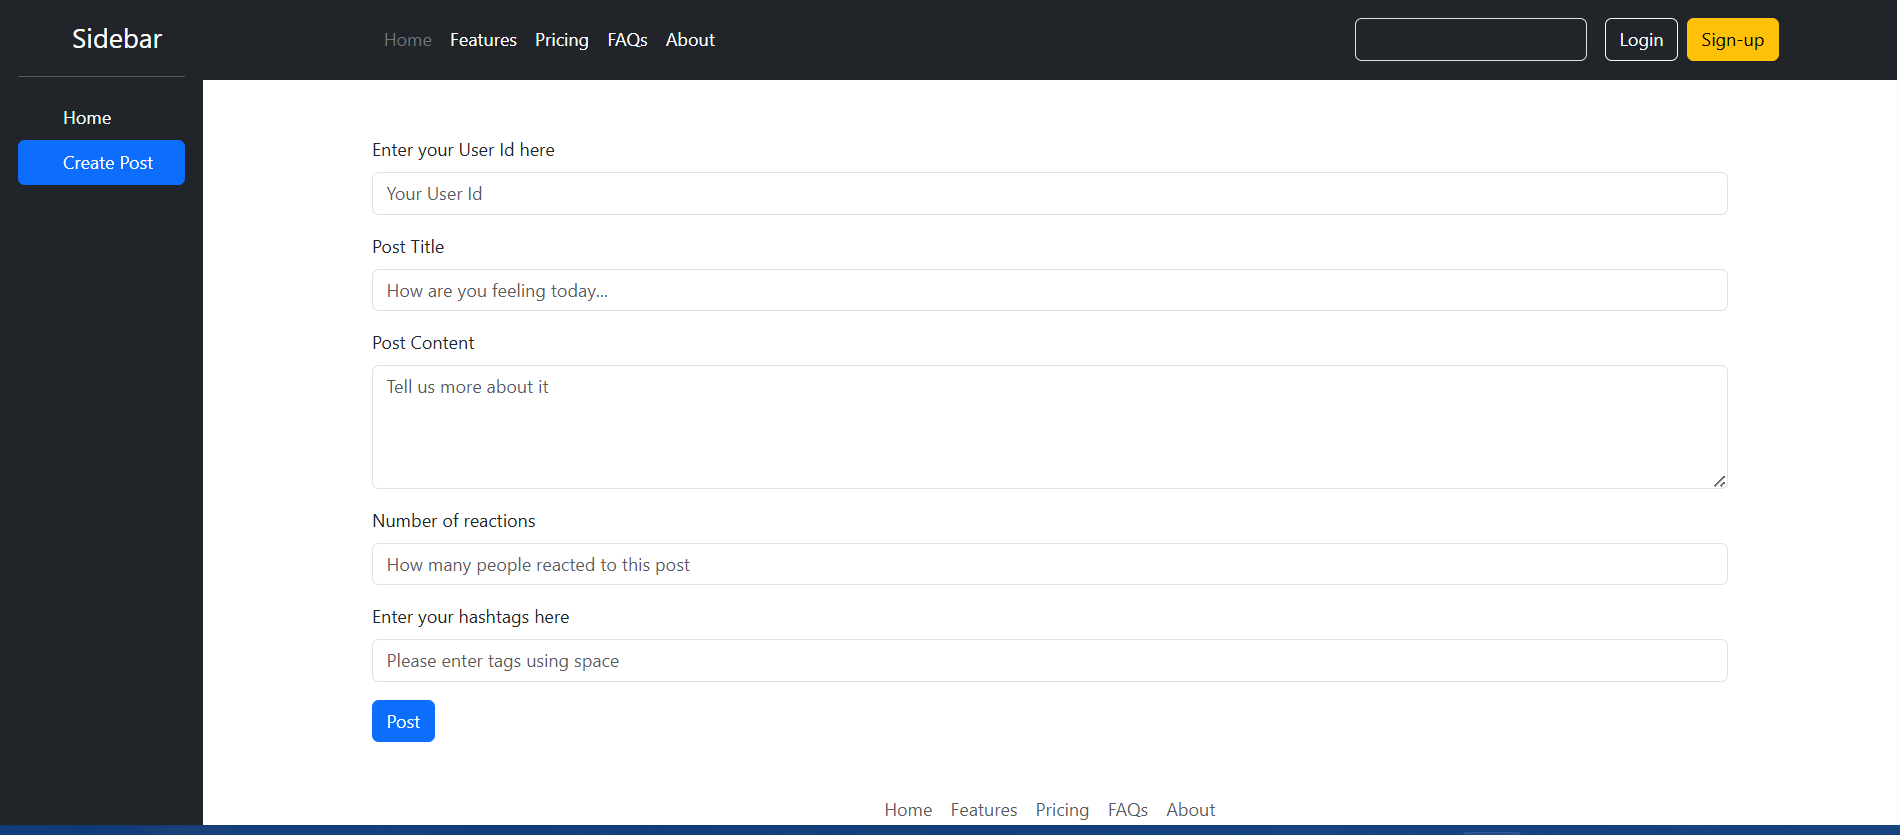 Sidebar
Home Features Pricing FAQs About
Login Sign-up
Home
Create Post
Enter your User Id here
Your User Id
Post Title
How are you feeling today...
Post Content
Tell us more about it
Number of reactions
How many people reacted to this post
Enter your hashtags here
Please enter tags using space
Post
Home Features Pricing FAQs About